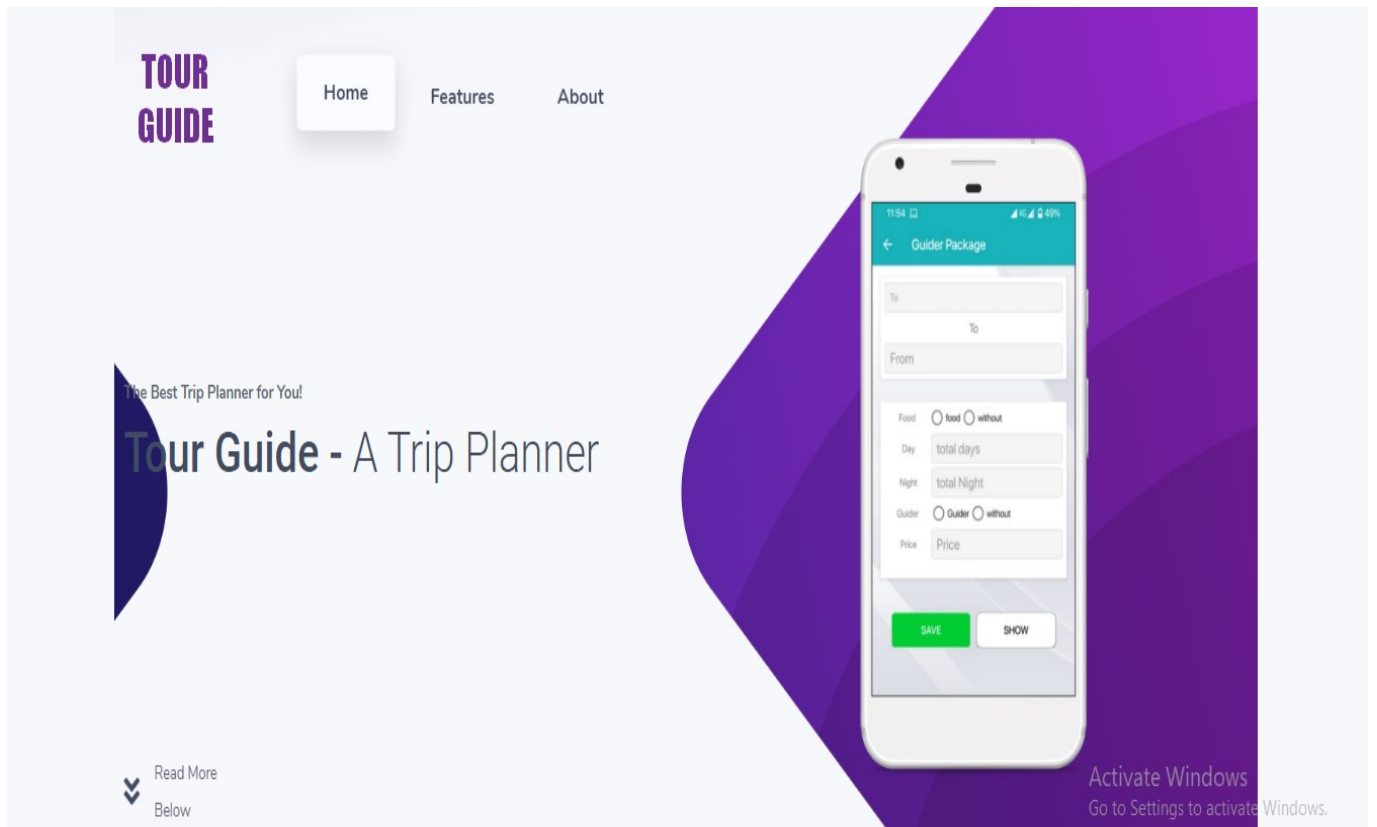 TOUR
GUIDE
Home
Features
About
The Best Trip Planner for You!
Tour Guide - A Trip Planner
Read More
Below
11:54 4G 49%
Guider Package
To
To
From
Food food without
Day total days
Night total Night
Guider Guider without
Price Price
SAVE SHOW
Activate Windows
Go to Settings to activate Windows.